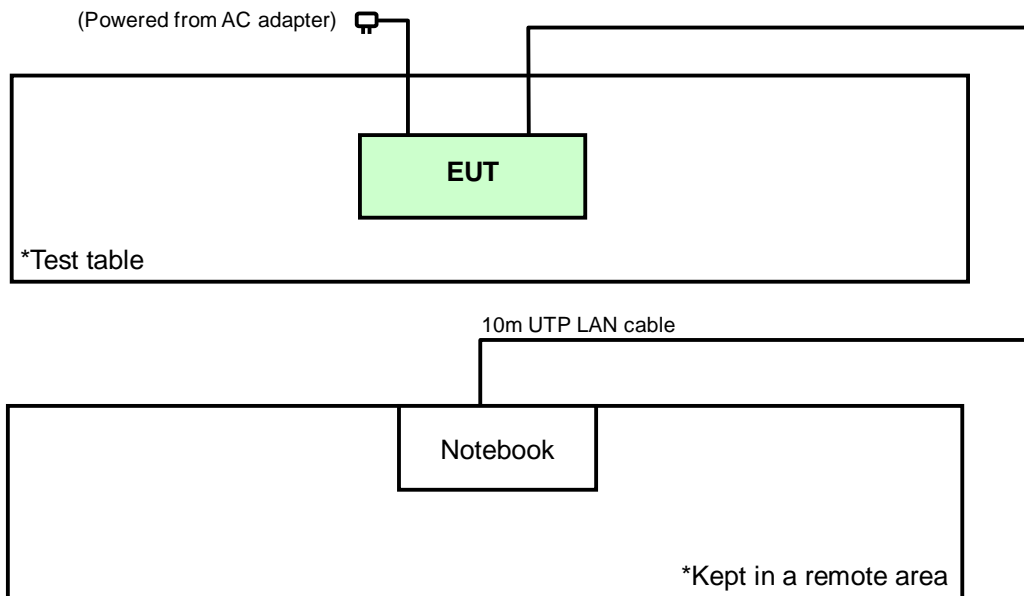 (Powered from AC adapter)
EUT
*Test table
10m UTP LAN cable
Notebook
*Kept in a remote area